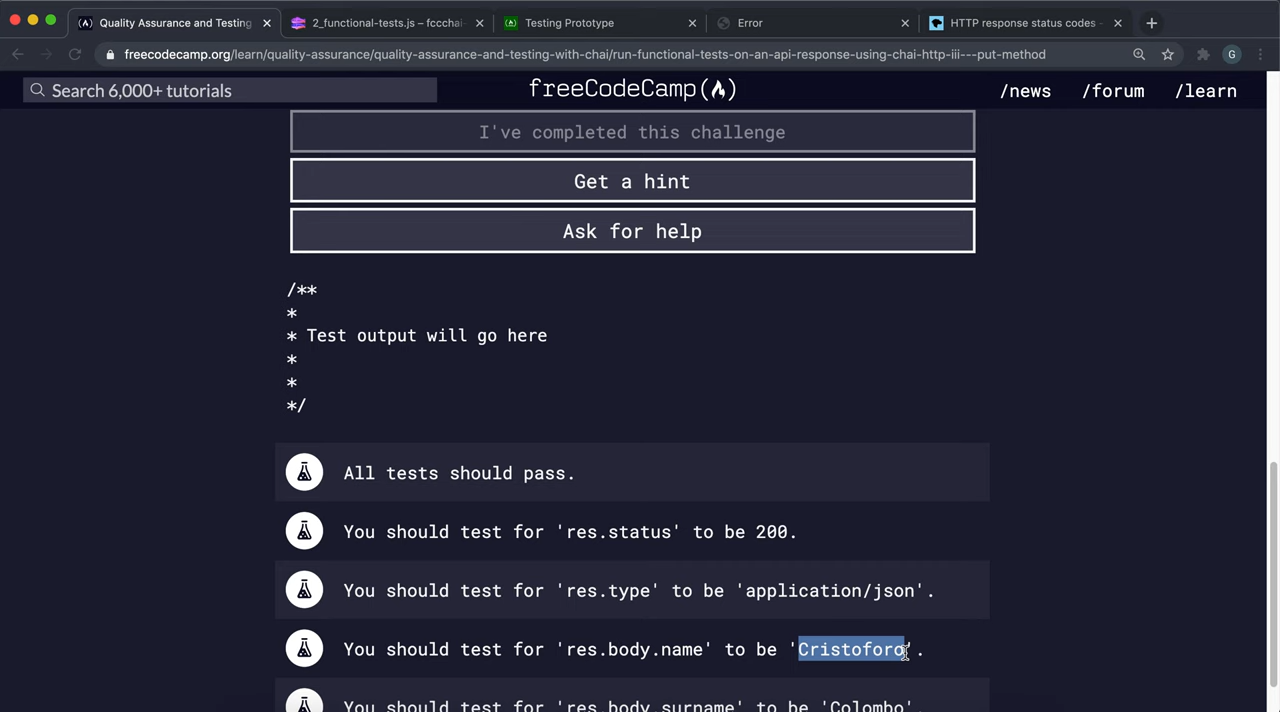 Quality Assurance and Testing
2_functional-tests.js – fccchai
Testing Prototype
Error
HTTP response status codes -
freecodecamp.org/learn/quality-assurance/quality-assurance-and-testing-with-chai/run-functional-tests-on-an-api-response-using-chai-http-iii---put-method
G
Search 6,000+ tutorials
freeCodeCamp
/news
/forum
/learn
I've completed this challenge
Get a hint
Ask for help
/**
*
* Test output will go here
*
*
*/
All tests should pass.
You should test for 'res.status' to be 200.
You should test for 'res.type' to be 'application/json'.
You should test for 'res.body.name' to be 'Cristoforo'.
You should test for 'res.body.surname' to be 'Colombo'.